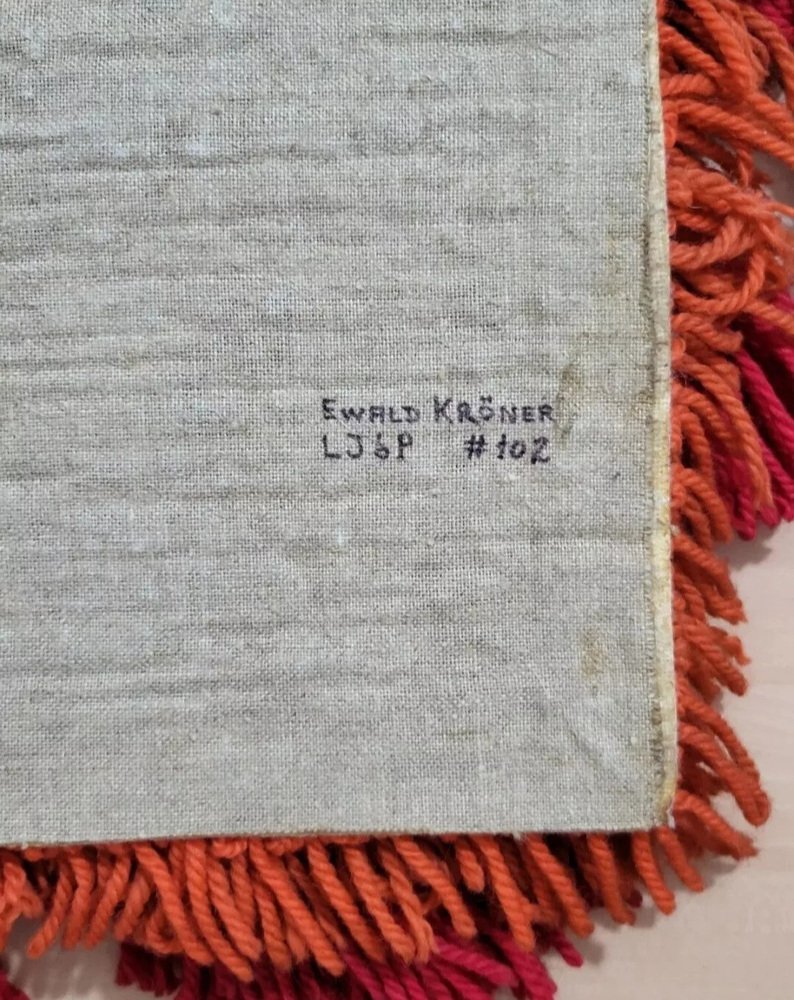 EWALD KRÖNER
LJ6P #102